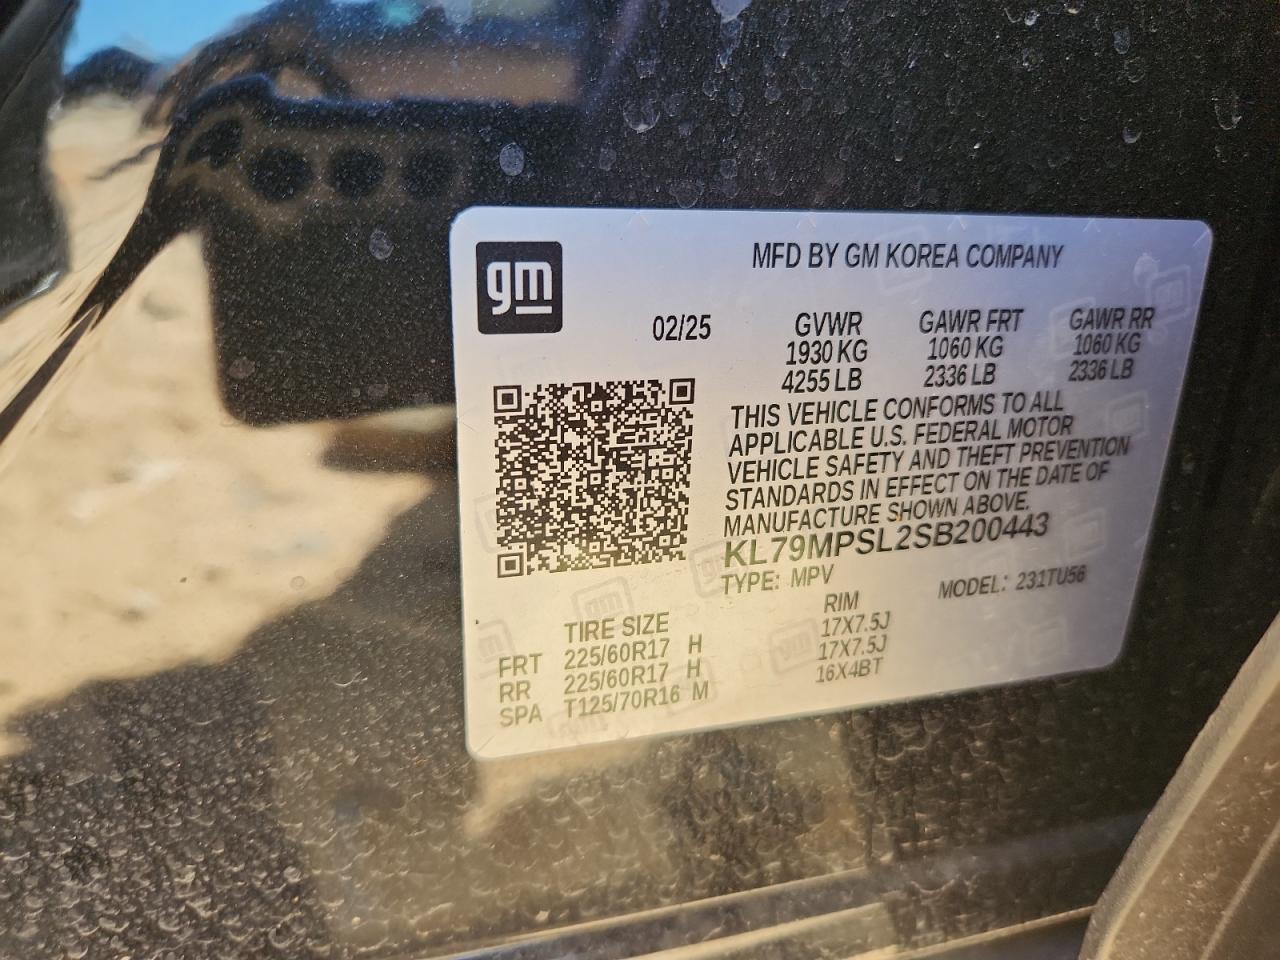 gm
MFD BY GM KOREA COMPANY
02/25
GVWR GAWR FRT GAWR RR
1930 KG 1060 KG 1060 KG
4255 LB 2336 LB 2336 LB
THIS VEHICLE CONFORMS TO ALL
APPLICABLE U.S. FEDERAL MOTOR
VEHICLE SAFETY AND THEFT PREVENTION
STANDARDS IN EFFECT ON THE DATE OF
MANUFACTURE SHOWN ABOVE.
KL79MPSL2SB200443
TYPE: MPV MODEL: 231TU56
TIRE SIZE RIM
FRT 225/60R17 H 17X7.5J
RR 225/60R17 H 17X7.5J
SPA T125/70R16 M 16X4BT